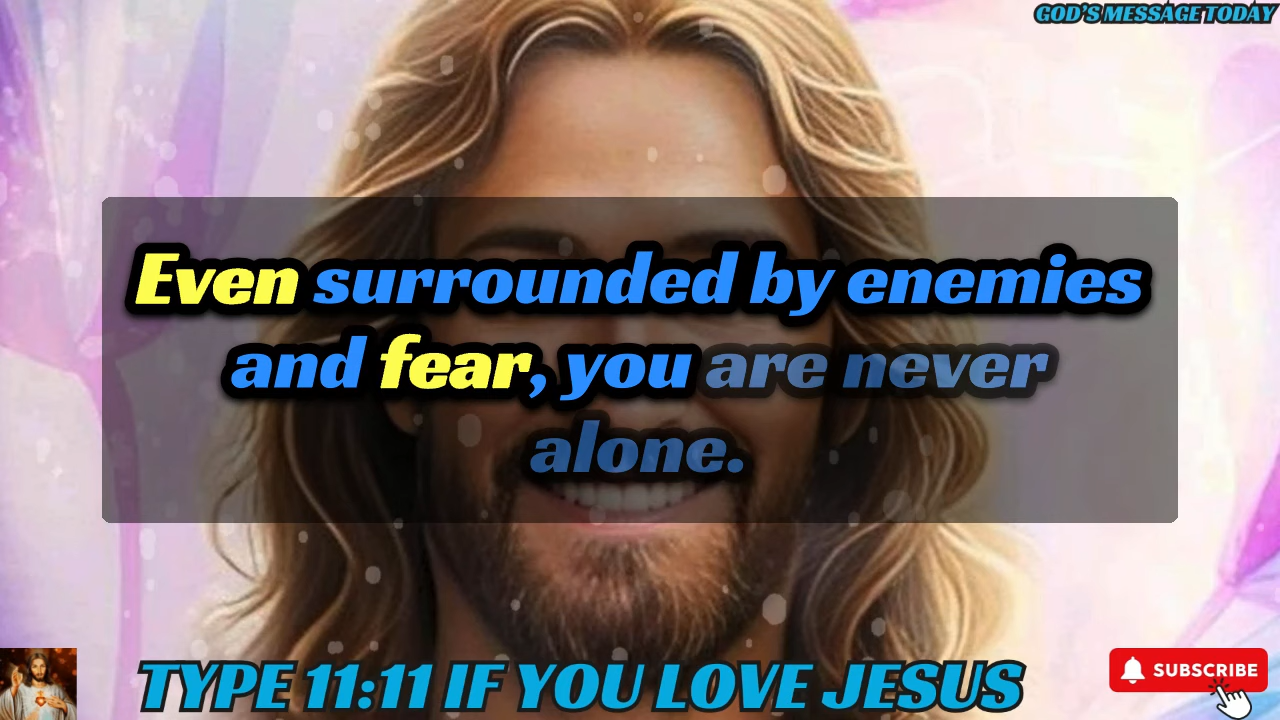 GOD'S MESSAGE TODAY
Even surrounded by enemies
and fear, you are never
alone.
TYPE 11:11 IF YOU LOVE JESUS
SUBSCRIBE